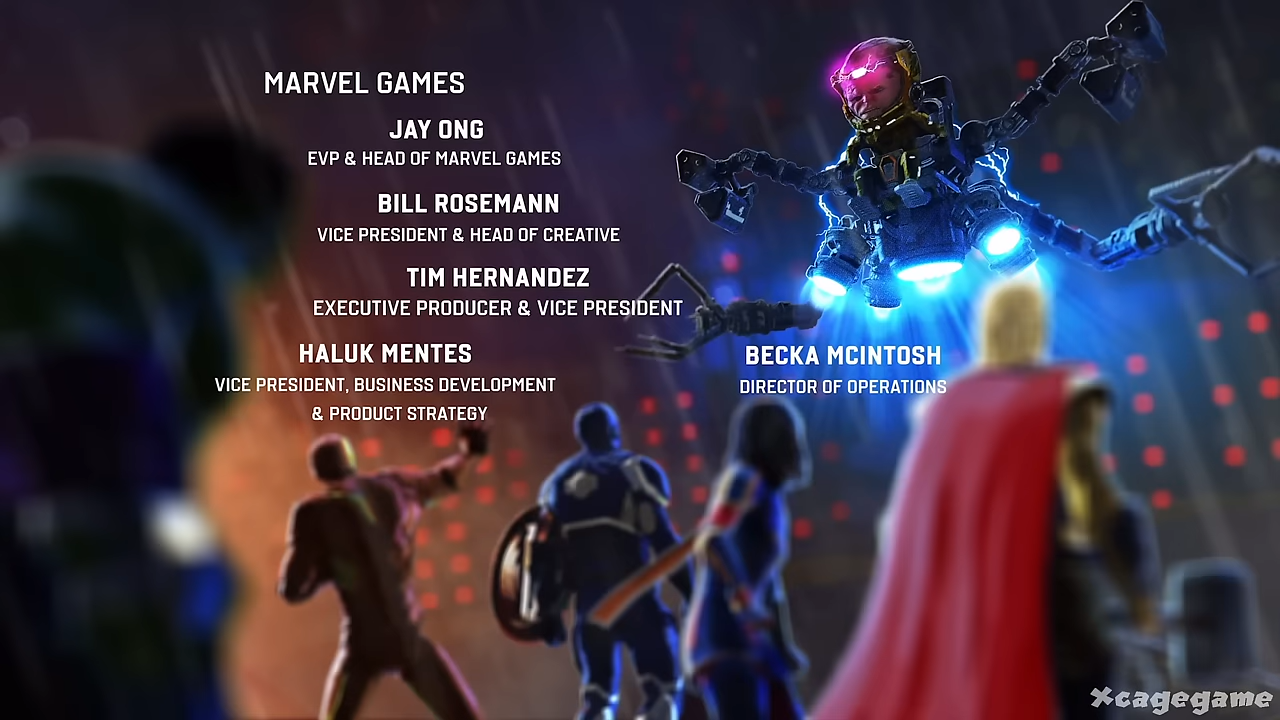 MARVEL GAMES
JAY ONG
EVP & HEAD OF MARVEL GAMES
BILL ROSEMANN
VICE PRESIDENT & HEAD OF CREATIVE
TIM HERNANDEZ
EXECUTIVE PRODUCER & VICE PRESIDENT
HALUK MENTES
VICE PRESIDENT, BUSINESS DEVELOPMENT
& PRODUCT STRATEGY
BECKA MCINTOSH
DIRECTOR OF OPERATIONS
Xcagegame